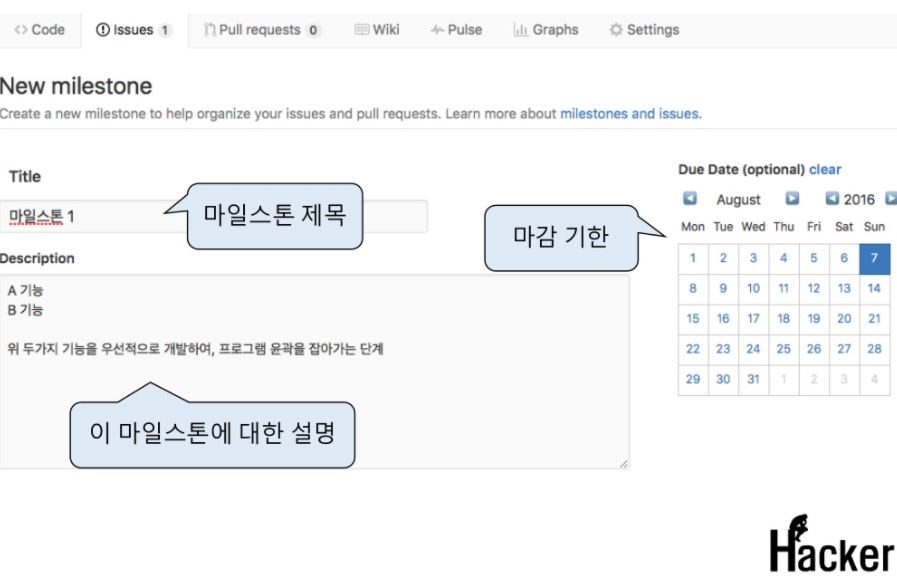 Code Issues 1 Pull requests 0 Wiki Pulse Graphs Settings
New milestone
Create a new milestone to help organize your issues and pull requests. Learn more about milestones and issues.
Title
마일스톤 1
마일스톤 제목
Description
A 기능
B 기능
위 두가지 기능을 우선적으로 개발하여, 프로그램 윤곽을 잡아가는 단계
이 마일스톤에 대한 설명
Due Date (optional) clear
마감 기한
August 2016
Mon Tue Wed Thu Fri Sat Sun
1 2 3 4 5 6 7
8 9 10 11 12 13 14
15 16 17 18 19 20 21
22 23 24 25 26 27 28
29 30 31 1 2 3 4
Hacker